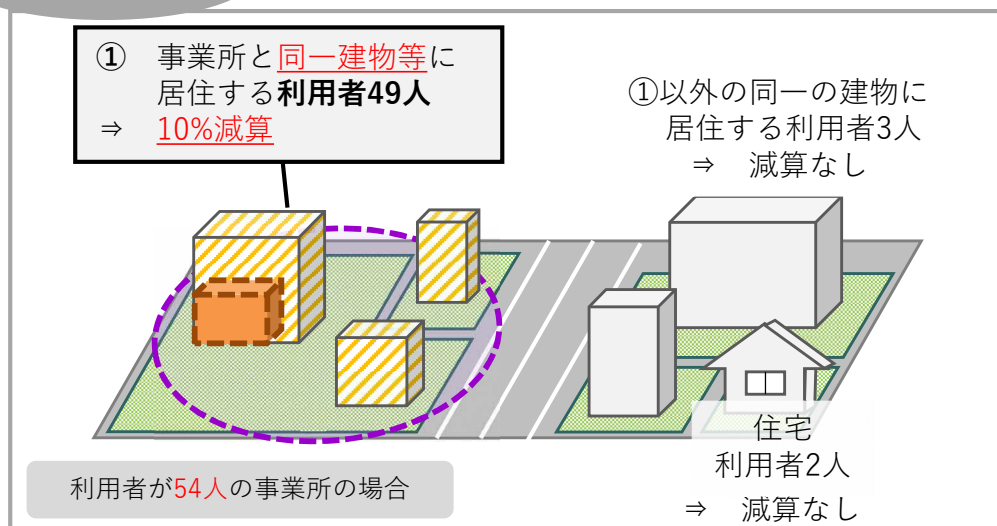 ① 事業所と同一建物等に
居住する利用者49人
⇒ 10%減算
①以外の同一の建物に
居住する利用者3人
⇒ 減算なし
住宅
利用者2人
⇒ 減算なし
利用者が54人の事業所の場合